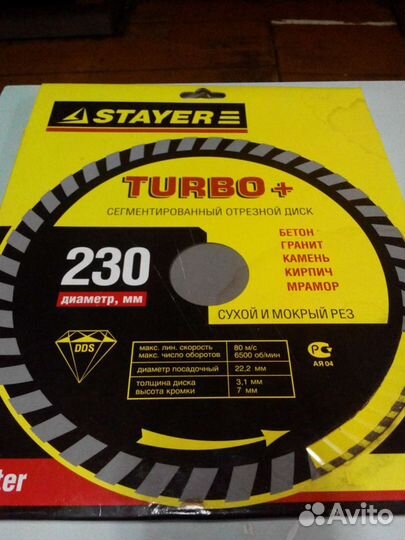 STAYER
TURBO+
СЕГМЕНТИРОВАННЫЙ ОТРЕЗНОЙ ДИСК
БЕТОН
ГРАНИТ
КАМЕНЬ
КИРПИЧ
МРАМОР
230
диаметр, мм
СУХОЙ И МОКРЫЙ РЕЗ
DDS
макс. лин. скорость 80 м/с
макс. число оборотов 6500 об/мин
диаметр посадочный 22,2 мм
толщина диска 3,1 мм
высота кромки 7 мм
РС
АЯ 04
ter
Avito